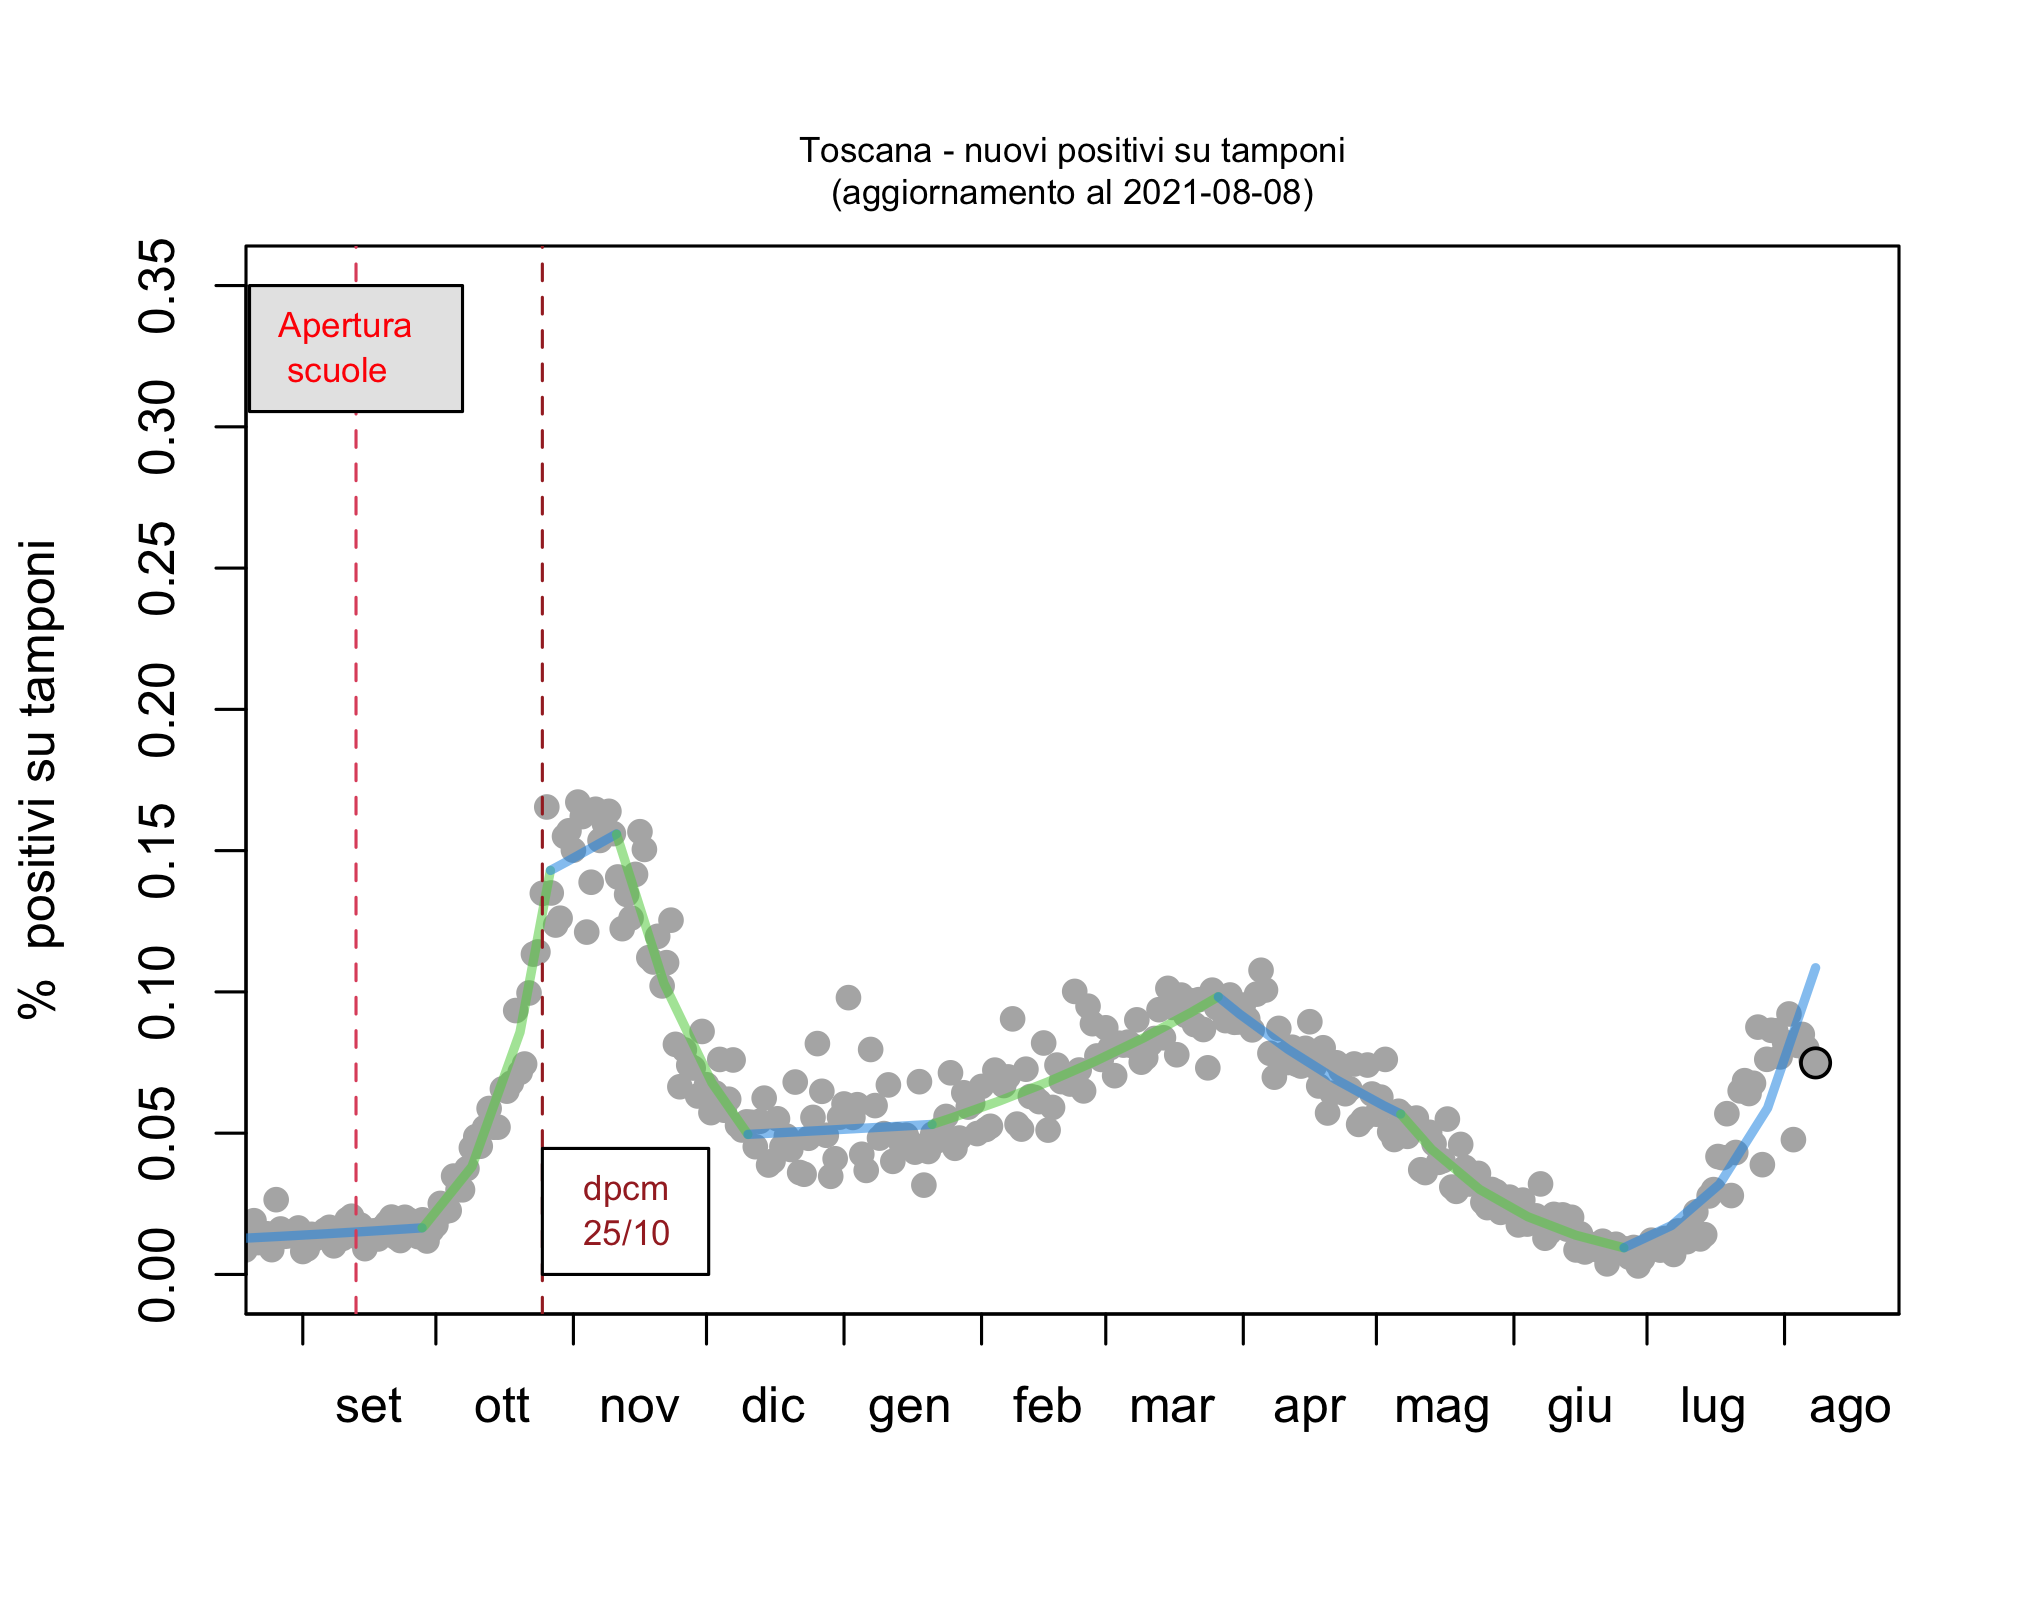 Toscana - nuovi positivi su tamponi
(aggiornamento al 2021-08-08)
% positivi su tamponi
0.35
0.30
0.25
0.20
0.15
0.10
0.05
0.00
Apertura
scuole
dpcm
25/10
set ott nov dic gen feb mar apr mag giu lug ago